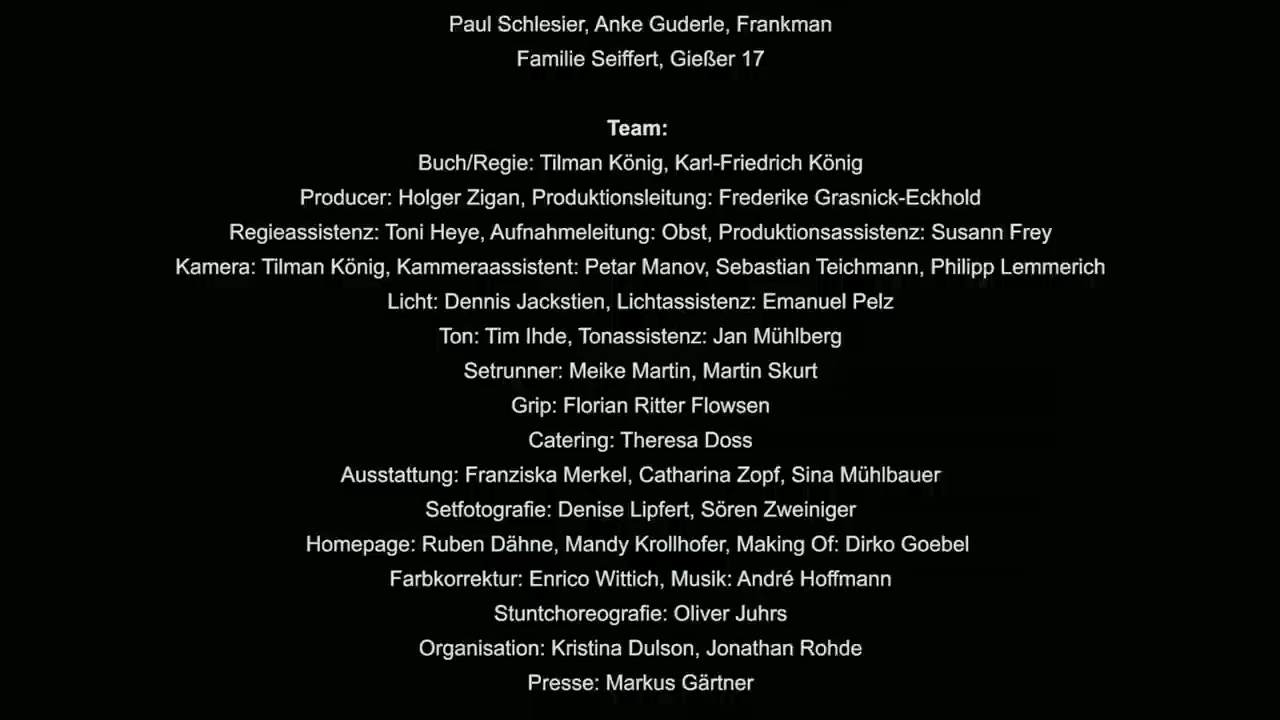 Paul Schlesier, Anke Guderle, Frankman
Familie Seiffert, Gießer 17
Team:
Buch/Regie: Tilman König, Karl-Friedrich König
Producer: Holger Zigan, Produktionsleitung: Frederike Grasnick-Eckhold
Regieassistenz: Toni Heye, Aufnahmeleitung: Obst, Produktionsassistenz: Susann Frey
Kamera: Tilman König, Kammeraassistent: Petar Manov, Sebastian Teichmann, Philipp Lemmerich
Licht: Dennis Jackstien, Lichtassistenz: Emanuel Pelz
Ton: Tim Ihde, Tonassistenz: Jan Mühlberg
Setrunner: Meike Martin, Martin Skurt
Grip: Florian Ritter Flowsen
Catering: Theresa Doss
Ausstattung: Franziska Merkel, Catharina Zopf, Sina Mühlbauer
Setfotografie: Denise Lipfert, Sören Zweiniger
Homepage: Ruben Dähne, Mandy Krollhofer, Making Of: Dirko Goebel
Farbkorrektur: Enrico Wittich, Musik: André Hoffmann
Stuntchoreografie: Oliver Juhrs
Organisation: Kristina Dulson, Jonathan Rohde
Presse: Markus Gärtner